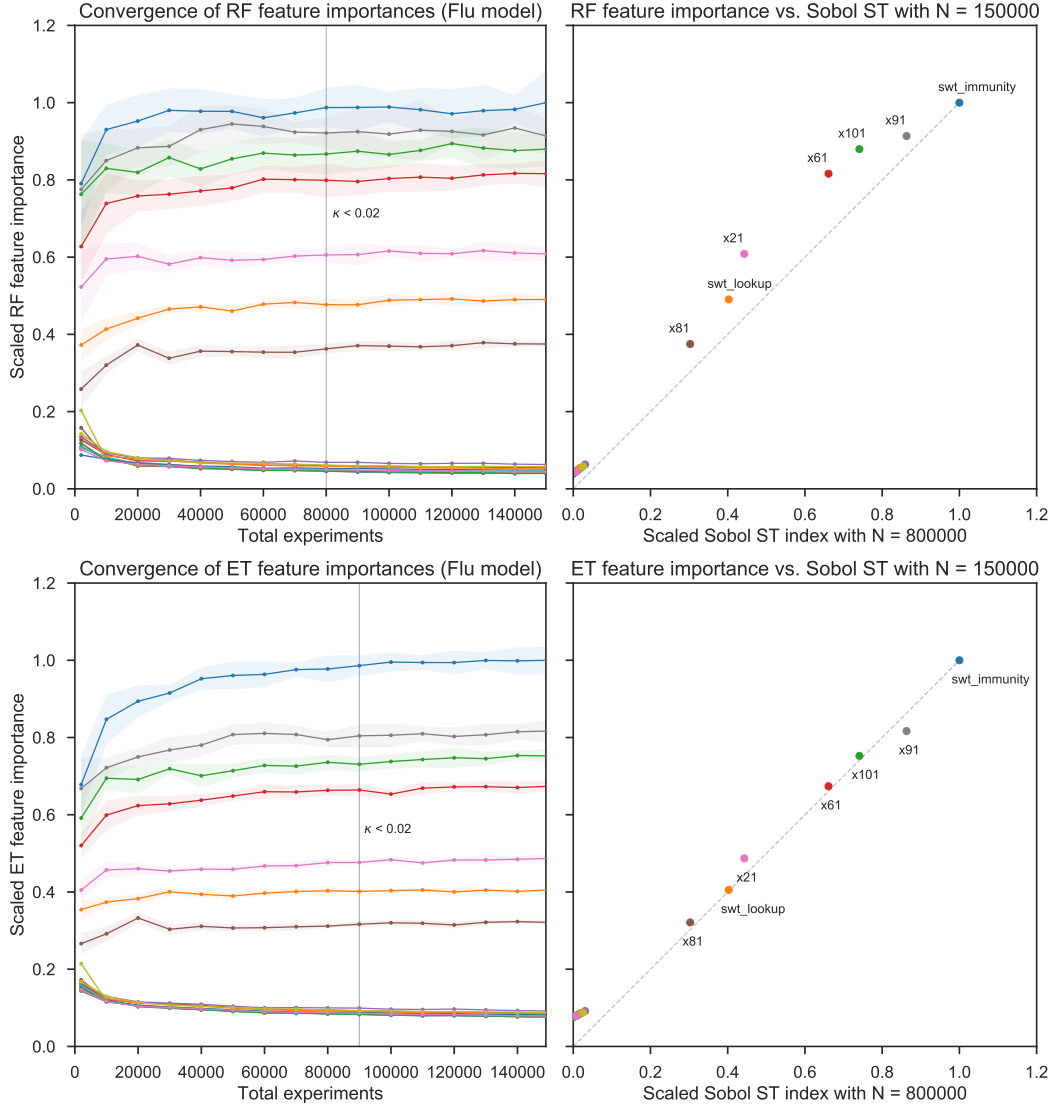 Convergence of RF feature importances (Flu model)
RF feature importance vs. Sobol ST with N = 150000
1.2
1.0
0.8
0.6
0.4
0.2
0.0
Scaled RF feature importance
κ < 0.02
0 20000 40000 60000 80000 100000 120000 140000
Total experiments
swt_immunity
x91
x101
x61
x21
swt_lookup
x81
0.0 0.2 0.4 0.6 0.8 1.0 1.2
Scaled Sobol ST index with N = 800000
Convergence of ET feature importances (Flu model)
ET feature importance vs. Sobol ST with N = 150000
1.2
1.0
0.8
0.6
0.4
0.2
0.0
Scaled ET feature importance
κ < 0.02
0 20000 40000 60000 80000 100000 120000 140000
Total experiments
swt_immunity
x91
x101
x61
x21
swt_lookup
x81
0.0 0.2 0.4 0.6 0.8 1.0 1.2
Scaled Sobol ST index with N = 800000